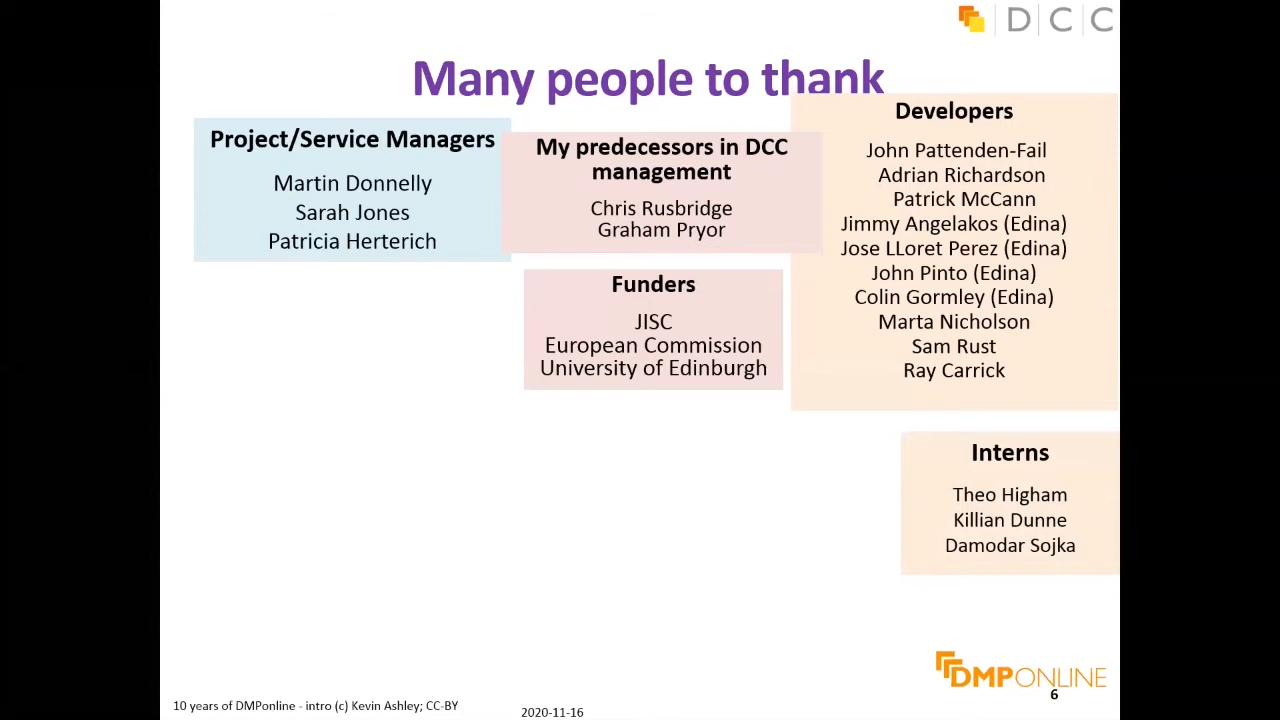 DCC
Many people to thank
Project/Service Managers
Martin Donnelly
Sarah Jones
Patricia Herterich
My predecessors in DCC
management
Chris Rusbridge
Graham Pryor
Funders
JISC
European Commission
University of Edinburgh
Developers
John Pattenden-Fail
Adrian Richardson
Patrick McCann
Jimmy Angelakos (Edina)
Jose LLoret Perez (Edina)
John Pinto (Edina)
Colin Gormley (Edina)
Marta Nicholson
Sam Rust
Ray Carrick
Interns
Theo Higham
Killian Dunne
Damodar Sojka
DMPONLINE
6
10 years of DMPonline - intro (c) Kevin Ashley; CC-BY
2020-11-16